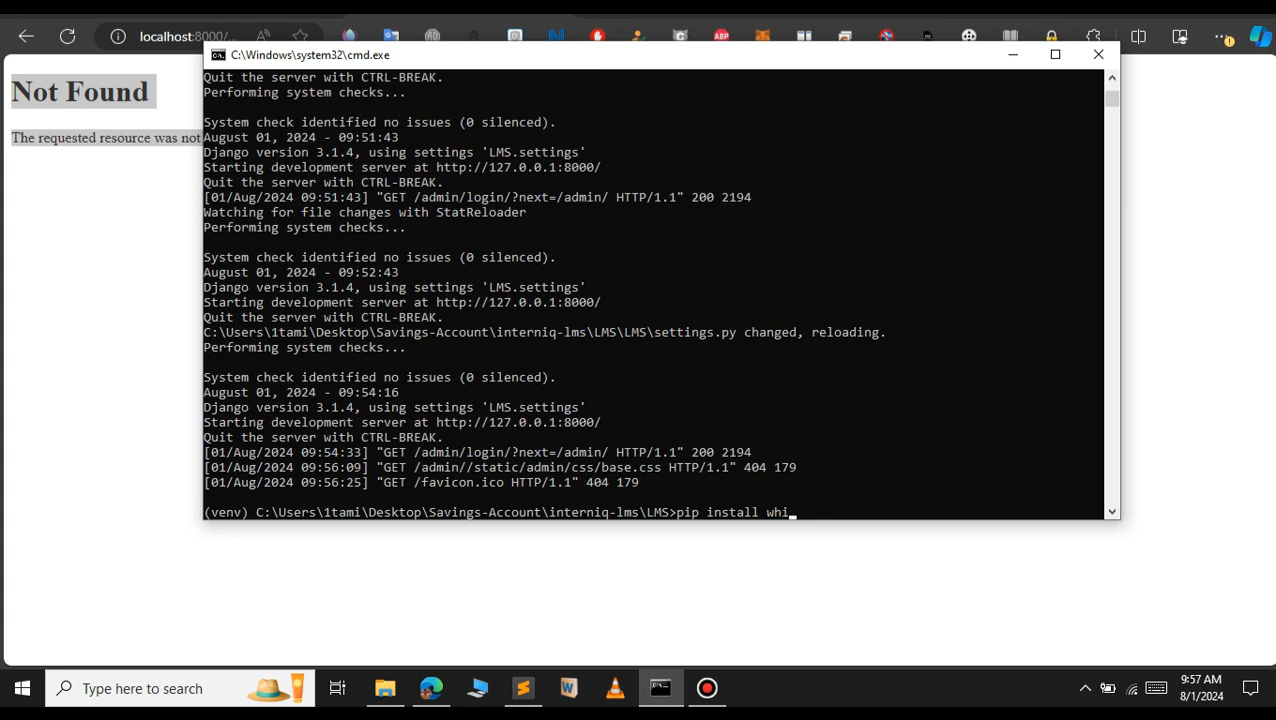 localhost:8000/
ABP
C:\Windows\system32\cmd.exe
Not Found
The requested resource was not
Quit the server with CTRL-BREAK.
Performing system checks...
System check identified no issues (0 silenced).
August 01, 2024 - 09:51:43
Django version 3.1.4, using settings 'LMS.settings'
Starting development server at http://127.0.0.1:8000/
Quit the server with CTRL-BREAK.
[01/Aug/2024 09:51:43] "GET /admin/login/?next=/admin/ HTTP/1.1" 200 2194
Watching for file changes with StatReloader
Performing system checks...
System check identified no issues (0 silenced).
August 01, 2024 - 09:52:43
Django version 3.1.4, using settings 'LMS.settings'
Starting development server at http://127.0.0.1:8000/
Quit the server with CTRL-BREAK.
C:\Users\1tami\Desktop\Savings-Account\interniq-lms\LMS\LMS\settings.py changed, reloading.
Performing system checks...
System check identified no issues (0 silenced).
August 01, 2024 - 09:54:16
Django version 3.1.4, using settings 'LMS.settings'
Starting development server at http://127.0.0.1:8000/
Quit the server with CTRL-BREAK.
[01/Aug/2024 09:54:33] "GET /admin/login/?next=/admin/ HTTP/1.1" 200 2194
[01/Aug/2024 09:56:09] "GET /admin//static/admin/css/base.css HTTP/1.1" 404 179
[01/Aug/2024 09:56:25] "GET /favicon.ico HTTP/1.1" 404 179
(venv) C:\Users\1tami\Desktop\Savings-Account\interniq-lms\LMS>pip install whi
Type here to search
9:57 AM
8/1/2024